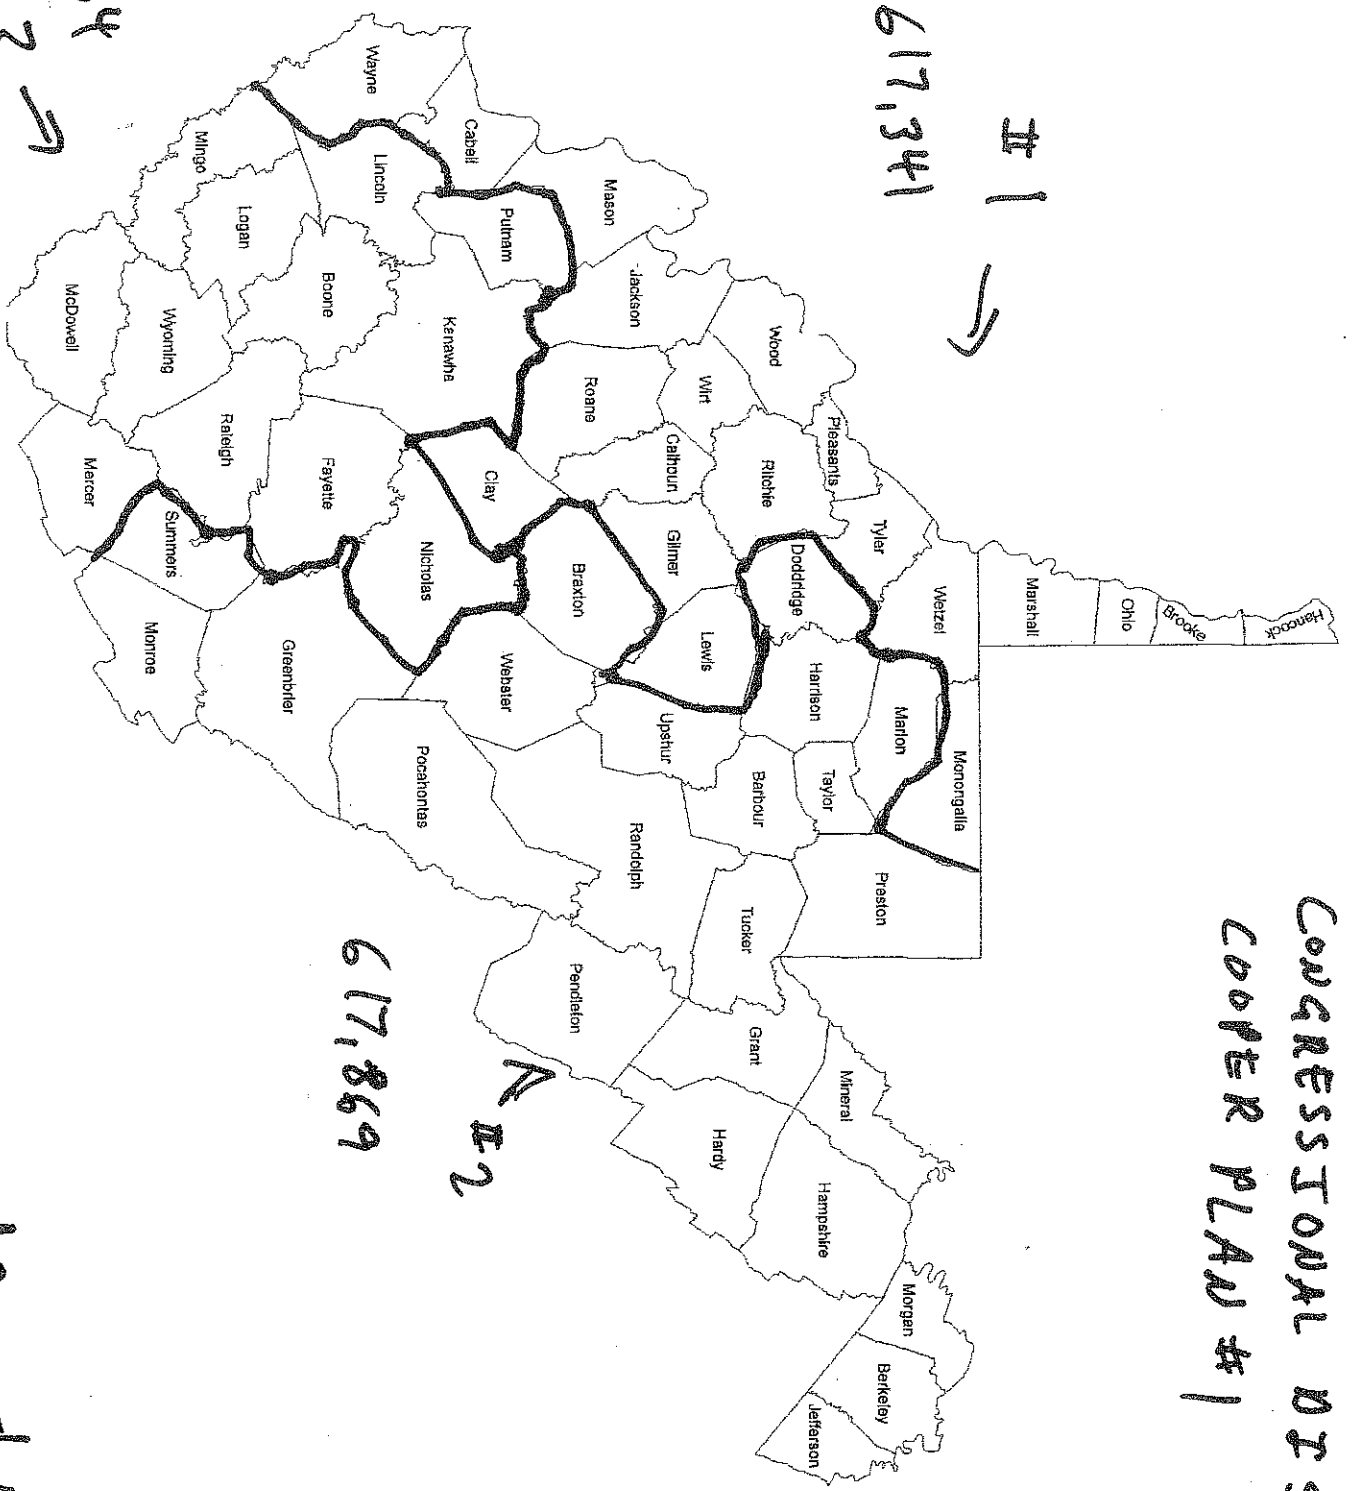 CONGRESSIONAL DIS
COOPER PLAN #1
#1
617,341
Hancock
Brooke
Ohio
Marshall
Wetzel
Monongalia
Tyler
Marion
Preston
Pleasants
Doddridge
Harrison
Taylor
Mineral
Morgan
Berkeley
Jefferson
Hampshire
Wood
Ritchie
Barbour
Tucker
Grant
Hardy
Wirt
Calhoun
Gilmer
Lewis
Upshur
Randolph
Mason
Jackson
Roane
Braxton
Pendleton
Cabell
Putnam
Clay
Webster
#2
Kanawha
Nicholas
Pocahontas
617,869
Wayne
Lincoln
Boone
Fayette
Greenbrier
Logan
Raleigh
Summers
Monroe
Mingo
Wyoming
Mercer
McDowell